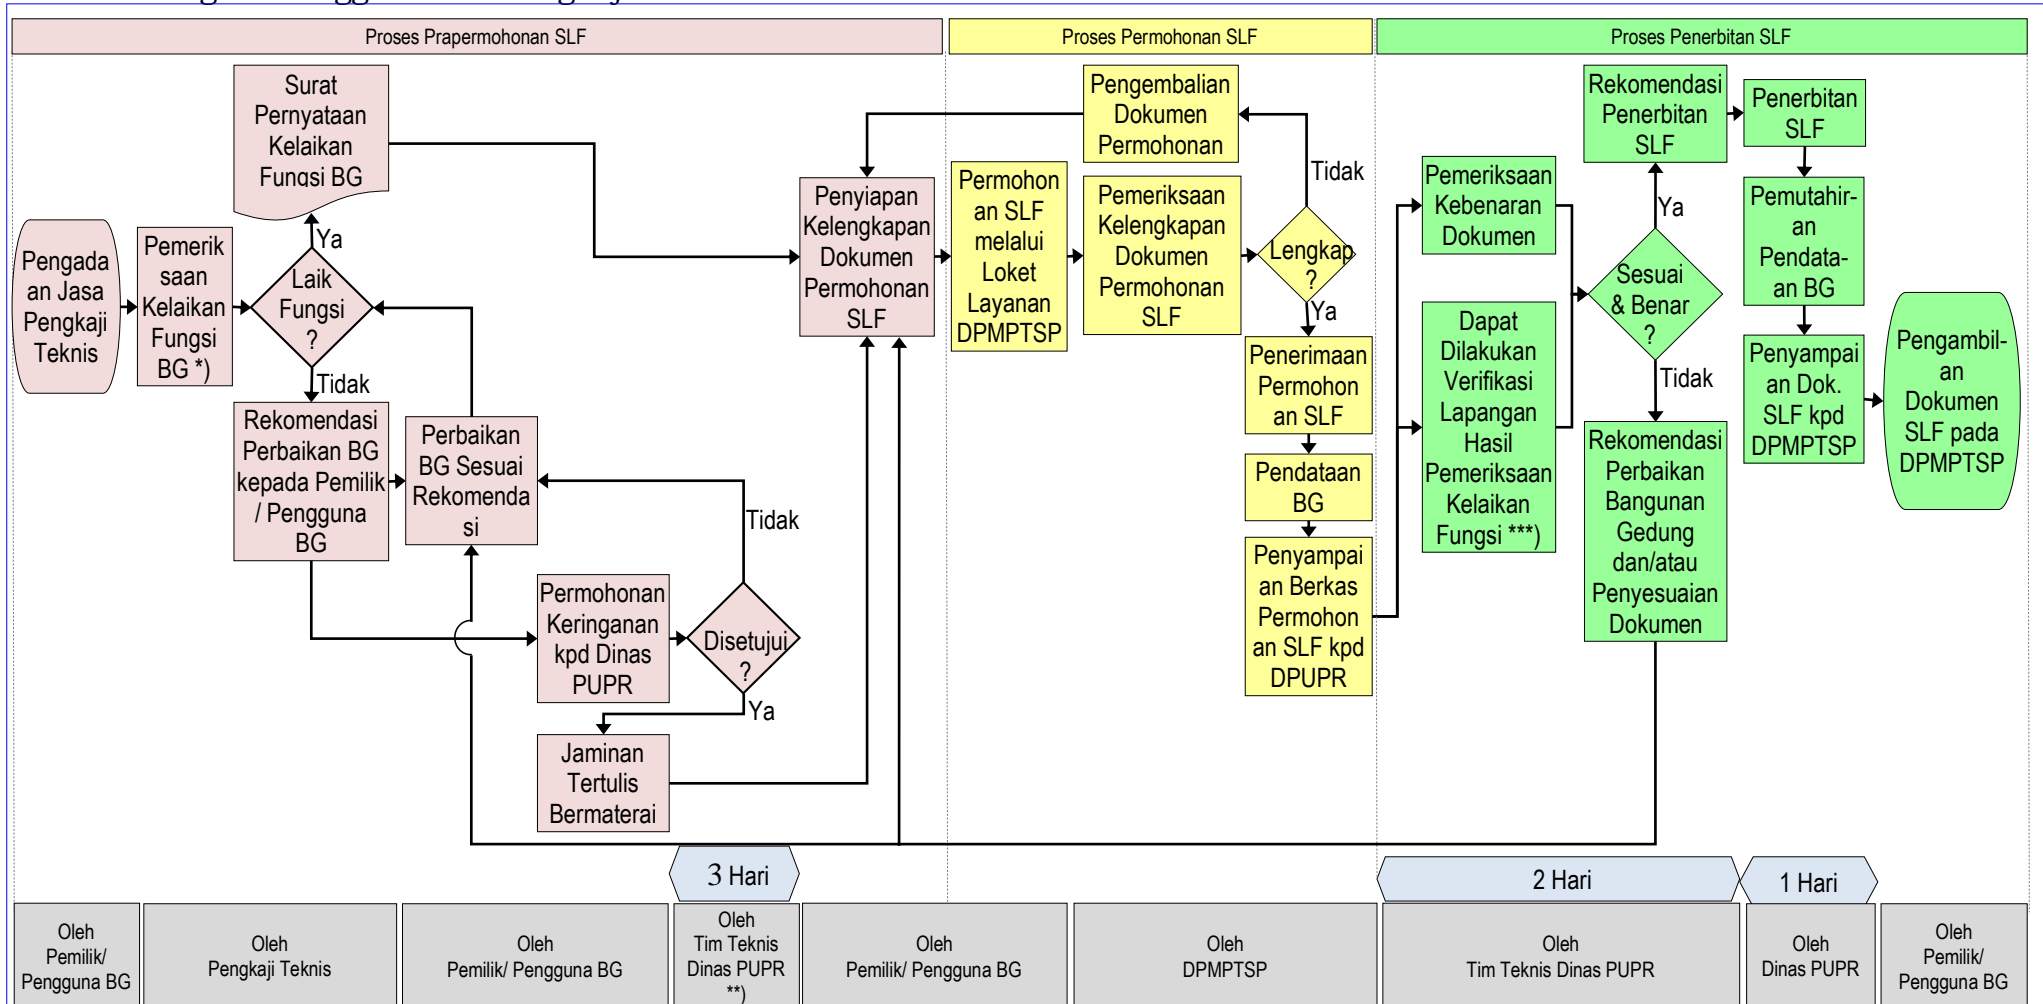 Proses Prapermohonan SLF
Proses Permohonan SLF
Proses Penerbitan SLF
Pengada
an Jasa
Pengkaji
Teknis
Pemerik
saan
Kelaikan
Fungsi
BG *)
Surat
Pernyataan
Kelaikan
Fungsi BG
Ya
Laik
Fungsi
?
Tidak
Rekomendasi
Perbaikan BG
kepada Pemilik
/ Pengguna
BG
Perbaikan
BG Sesuai
Rekomenda
si
Permohonan
Keringanan
kpd Dinas
PUPR
Tidak
Disetujui
?
Ya
Jaminan
Tertulis
Bermaterai
Penyiapan
Kelengkapan
Dokumen
Permohonan
SLF
Pengembalian
Dokumen
Permohonan
Permohon
an SLF
melalui
Loket
Layanan
DPMPTSP
Pemeriksaan
Kelengkapan
Dokumen
Permohonan
SLF
Tidak
Lengkap
?
Ya
Penerimaan
Permohon
an SLF
Pendataan
BG
Penyampai
an Berkas
Permohon
an SLF kpd
DPUPR
Pemeriksaan
Kebenaran
Dokumen
Dapat
Dilakukan
Verifikasi
Lapangan
Hasil
Pemeriksaan
Kelaikan
Fungsi ***)
Rekomendasi
Penerbitan
SLF
Ya
Sesuai
& Benar
?
Tidak
Rekomendasi
Perbaikan
Bangunan
Gedung
dan/atau
Penyesuaian
Dokumen
Penerbitan
SLF
Pemutahir-
an
Pendata-
an BG
Penyampai
an Dok.
SLF kpd
DPMPTSP
Pengambil-
an
Dokumen
SLF pada
DPMPTSP
3 Hari
2 Hari
1 Hari
Oleh
Pemilik/
Pengguna BG
Oleh
Pengkaji Teknis
Oleh
Pemilik/ Pengguna BG
Oleh
Tim Teknis
Dinas PUPR
**)
Oleh
Pemilik/ Pengguna BG
Oleh
DPMPTSP
Oleh
Tim Teknis Dinas PUPR
Oleh
Dinas PUPR
Oleh
Pemilik/
Pengguna BG